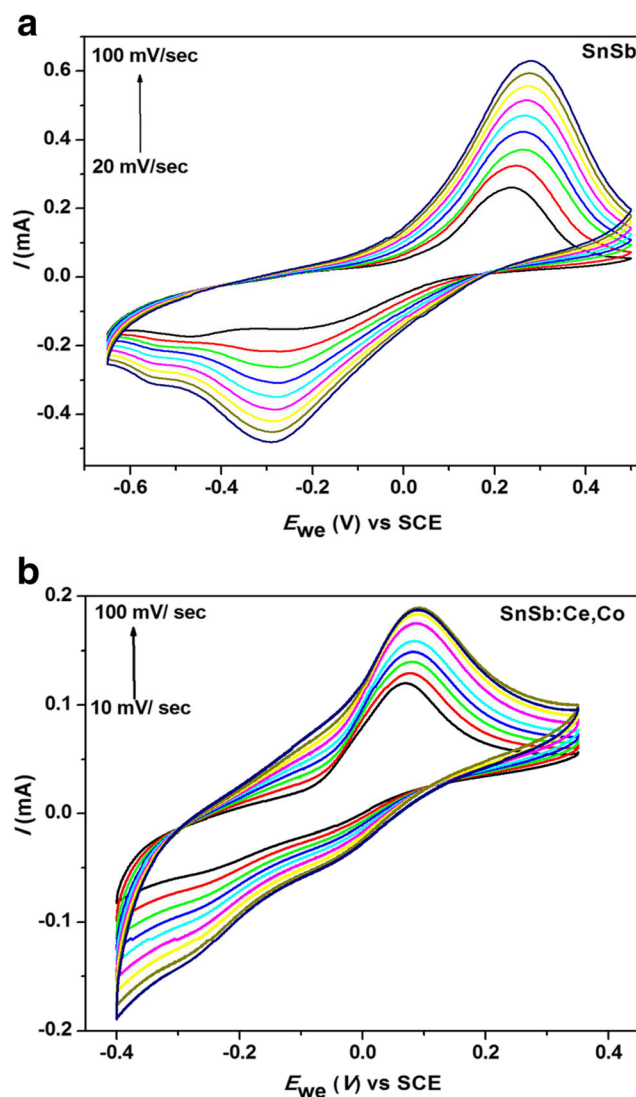 a
100 mV/sec
SnSb
20 mV/sec
0.6
0.4
0.2
0.0
-0.2
-0.4
I (mA)
-0.6 -0.4 -0.2 0.0 0.2 0.4
Ewe (V) vs SCE
b
100 mV/ sec
SnSb:Ce,Co
10 mV/ sec
0.2
0.1
0.0
-0.1
-0.2
I (mA)
-0.4 -0.2 0.0 0.2 0.4
Ewe (V) vs SCE